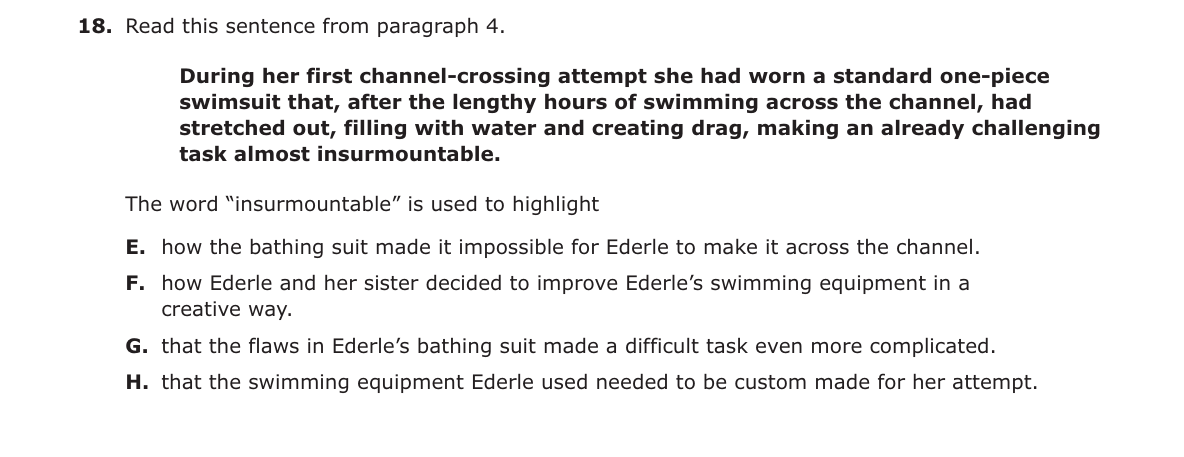 18. Read this sentence from paragraph 4.
During her first channel-crossing attempt she had worn a standard one-piece
swimsuit that, after the lengthy hours of swimming across the channel, had
stretched out, filling with water and creating drag, making an already challenging
task almost insurmountable.
The word “insurmountable” is used to highlight
E. how the bathing suit made it impossible for Ederle to make it across the channel.
F. how Ederle and her sister decided to improve Ederle’s swimming equipment in a
creative way.
G. that the flaws in Ederle’s bathing suit made a difficult task even more complicated.
H. that the swimming equipment Ederle used needed to be custom made for her attempt.